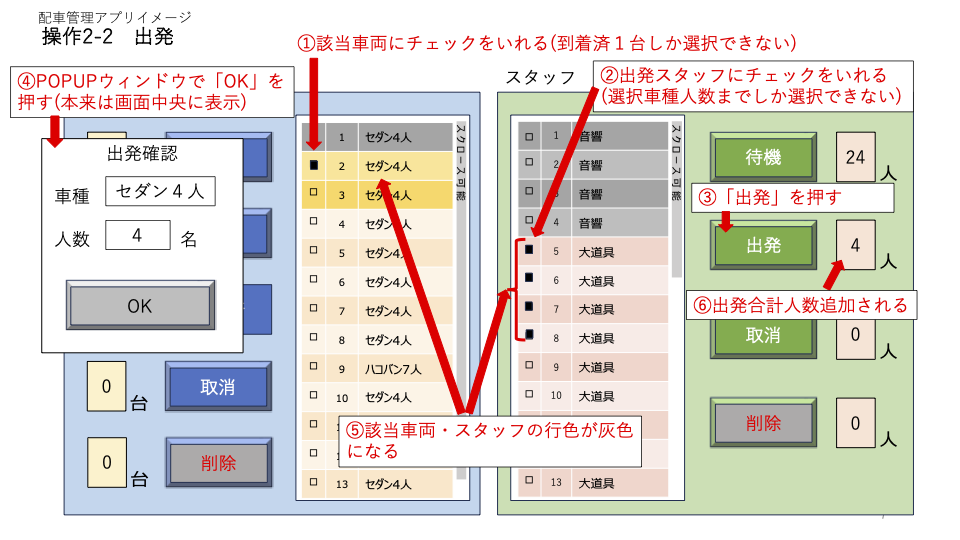 配車管理アプリイメージ
操作2-2　出発
①該当車両にチェックをいれる(到着済１台しか選択できない)
④POPUPウィンドウで「OK」を
押す(本来は画面中央に表示)
スタッフ
②出発スタッフにチェックをいれる
(選択車種人数までしか選択できない)
出発確認
車種 セダン４人
人数 4 名
OK
0 台 取消
0 台 削除
1 セダン4人
2 セダン4人
3 セダン4人
4 セダン4人
5 セダン4人
6 セダン4人
7 セダン4人
8 セダン4人
9 ハコバン7人
10 セダン4人
13 セダン4人
スクロース可能
1 音響
2 音響
3 音響
4 音響
5 大道具
6 大道具
7 大道具
8 大道具
9 大道具
10 大道具
13 大道具
スクロース可能
待機 24 人
③「出発」を押す
出発 4 人
⑥出発合計人数追加される
取消 0 人
削除 0 人
⑤該当車両・スタッフの行色が灰色
になる